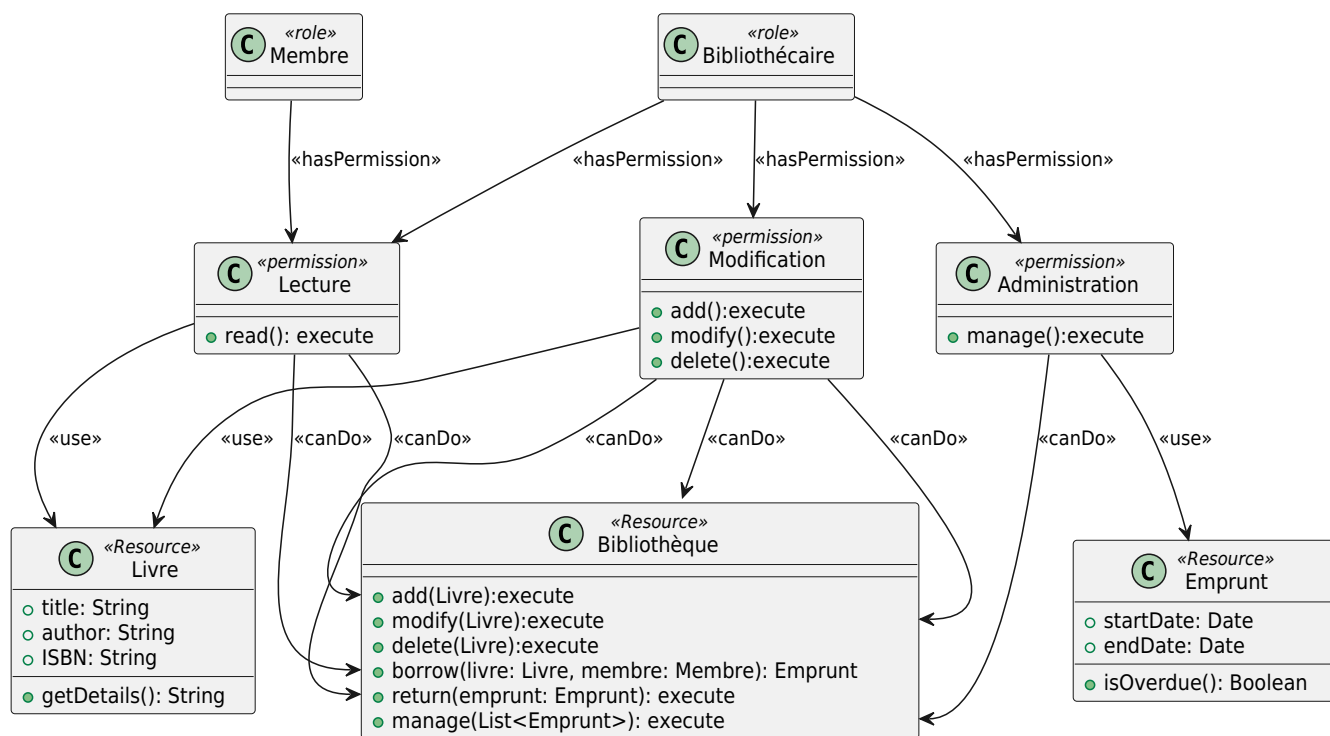 C
«role»
Membre
C
«role»
Bibliothécaire
«hasPermission»
«hasPermission»
«hasPermission»
«hasPermission»
C
«permission»
Lecture
read(): execute
C
«permission»
Modification
add():execute
modify():execute
delete():execute
C
«permission»
Administration
manage():execute
«use»
«canDo»
«canDo»
«use»
«canDo»
«canDo»
«canDo»
«canDo»
«use»
C
«Resource»
Livre
title: String
author: String
ISBN: String
getDetails(): String
C
«Resource»
Bibliothèque
add(Livre):execute
modify(Livre):execute
delete(Livre):execute
borrow(livre: Livre, membre: Membre): Emprunt
return(emprunt: Emprunt): execute
manage(List<Emprunt>): execute
C
«Resource»
Emprunt
startDate: Date
endDate: Date
isOverdue(): Boolean